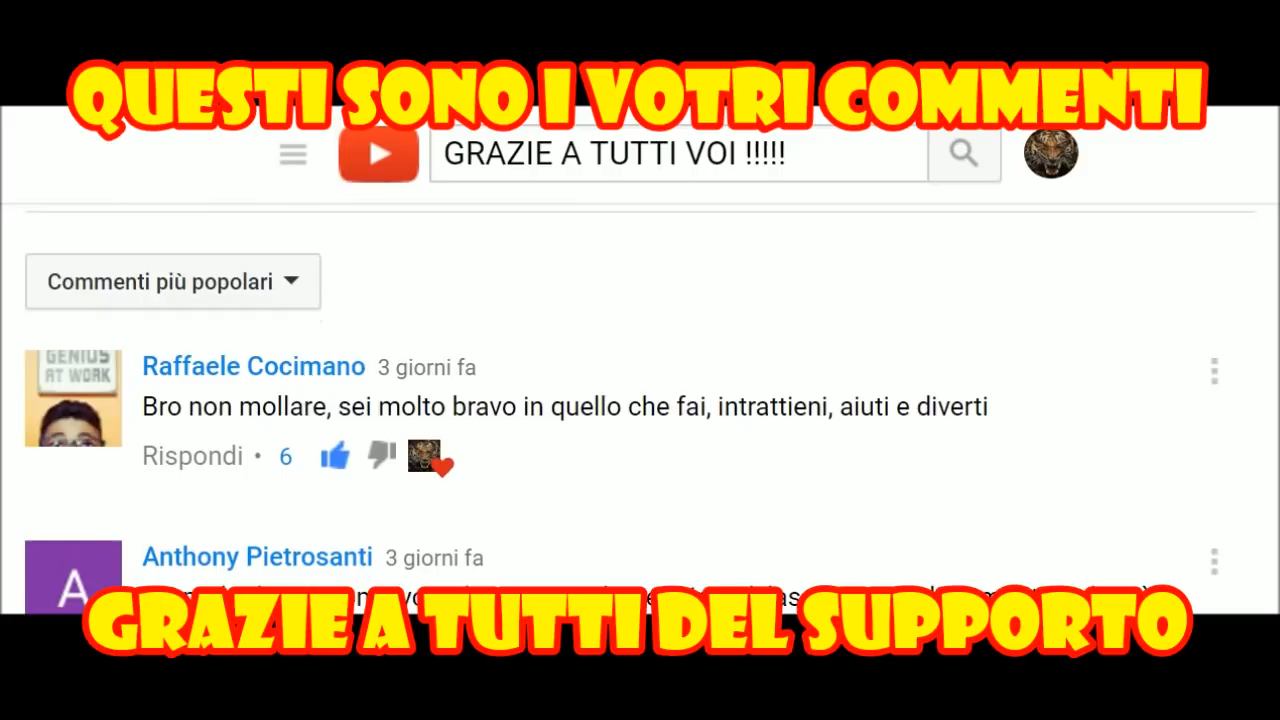 QUESTI SONO I VOTRI COMMENTI
GRAZIE A TUTTI VOI !!!!!
Commenti più popolari
GENIUS
AT WORK
Raffaele Cocimano 3 giorni fa
Bro non mollare, sei molto bravo in quello che fai, intrattieni, aiuti e diverti
Rispondi • 6
A
Anthony Pietrosanti 3 giorni fa
GRAZIE A TUTTI DEL SUPPORTO